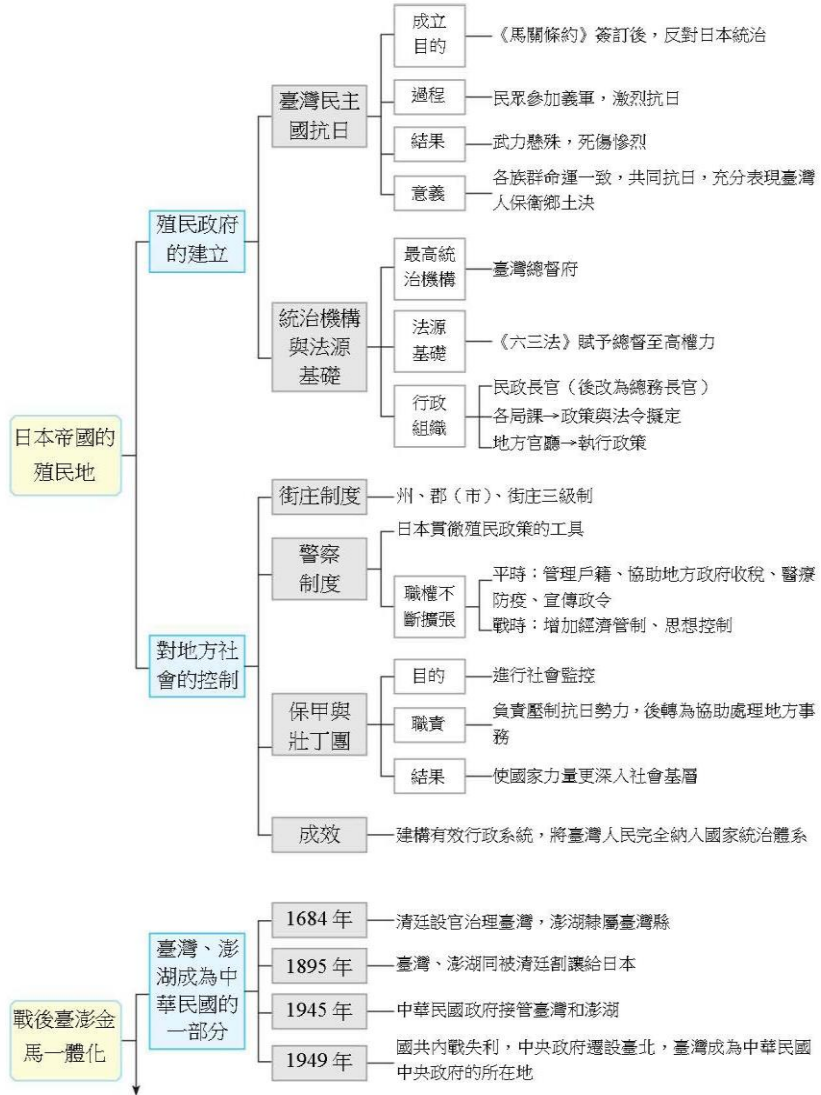 日本帝國的
殖民地
殖民政府
的建立
臺灣民主
國抗日
成立
目的
《馬關條約》簽訂後，反對日本統治
過程
民眾參加義軍，激烈抗日
結果
武力懸殊，死傷慘烈
意義
各族群命運一致，共同抗日，充分表現臺灣
人保衛鄉土決
統治機構
與法源
基礎
最高統
治機構
臺灣總督府
法源
基礎
《六三法》賦予總督至高權力
行政
組織
民政長官（後改為總務長官）
各局課→政策與法令擬定
地方官廳→執行政策
對地方社
會的控制
街庄制度
州、郡（市）、街庄三級制
警察
制度
日本貫徹殖民政策的工具
職權不
斷擴張
平時：管理戶籍、協助地方政府收稅、醫療
防疫、宣傳政令
戰時：增加經濟管制、思想控制
保甲與
壯丁團
目的
進行社會監控
職責
負責壓制抗日勢力，後轉為協助處理地方事
務
結果
使國家力量更深入社會基層
成效
建構有效行政系統，將臺灣人民完全納入國家統治體系
戰後臺澎金
馬一體化
臺灣、澎
湖成為中
華民國的
一部分
1684 年
清廷設官治理臺灣，澎湖隸屬臺灣縣
1895 年
臺灣、澎湖同被清廷割讓給日本
1945 年
中華民國政府接管臺灣和澎湖
1949 年
國共內戰失利，中央政府遷設臺北，臺灣成為中華民國
中央政府的所在地